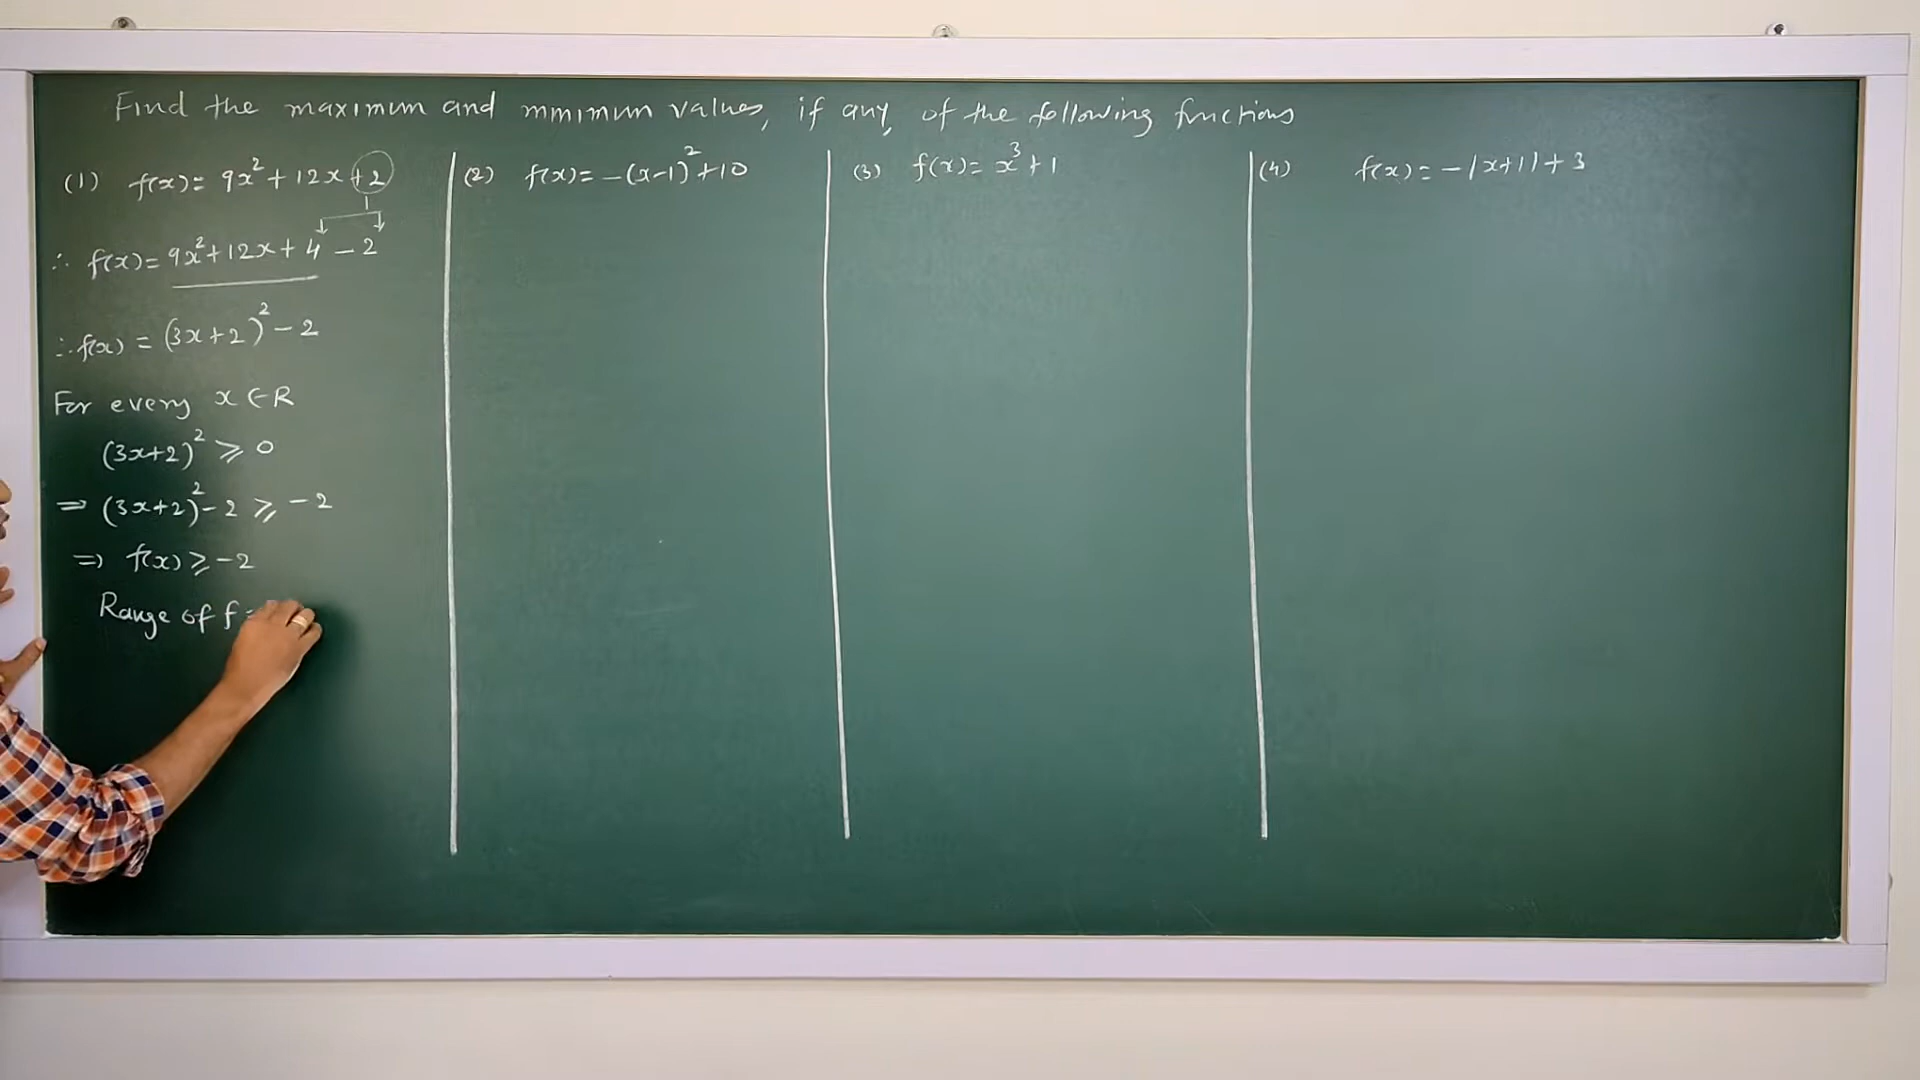 Find the maximum and minimum values, if any, of the following functions
(1) f(x) = 9x² + 12x + 2
∴ f(x) = 9x² + 12x + 4 - 2
∴ f(x) = (3x + 2)² - 2
For every x ∈ R
(3x+2)² ≥ 0
⇒ (3x+2)² - 2 ≥ -2
⇒ f(x) ≥ -2
Range of f =
(2) f(x) = -(x-1)² + 10
(3) f(x) = x³ + 1
(4) f(x) = -|x+1| + 3